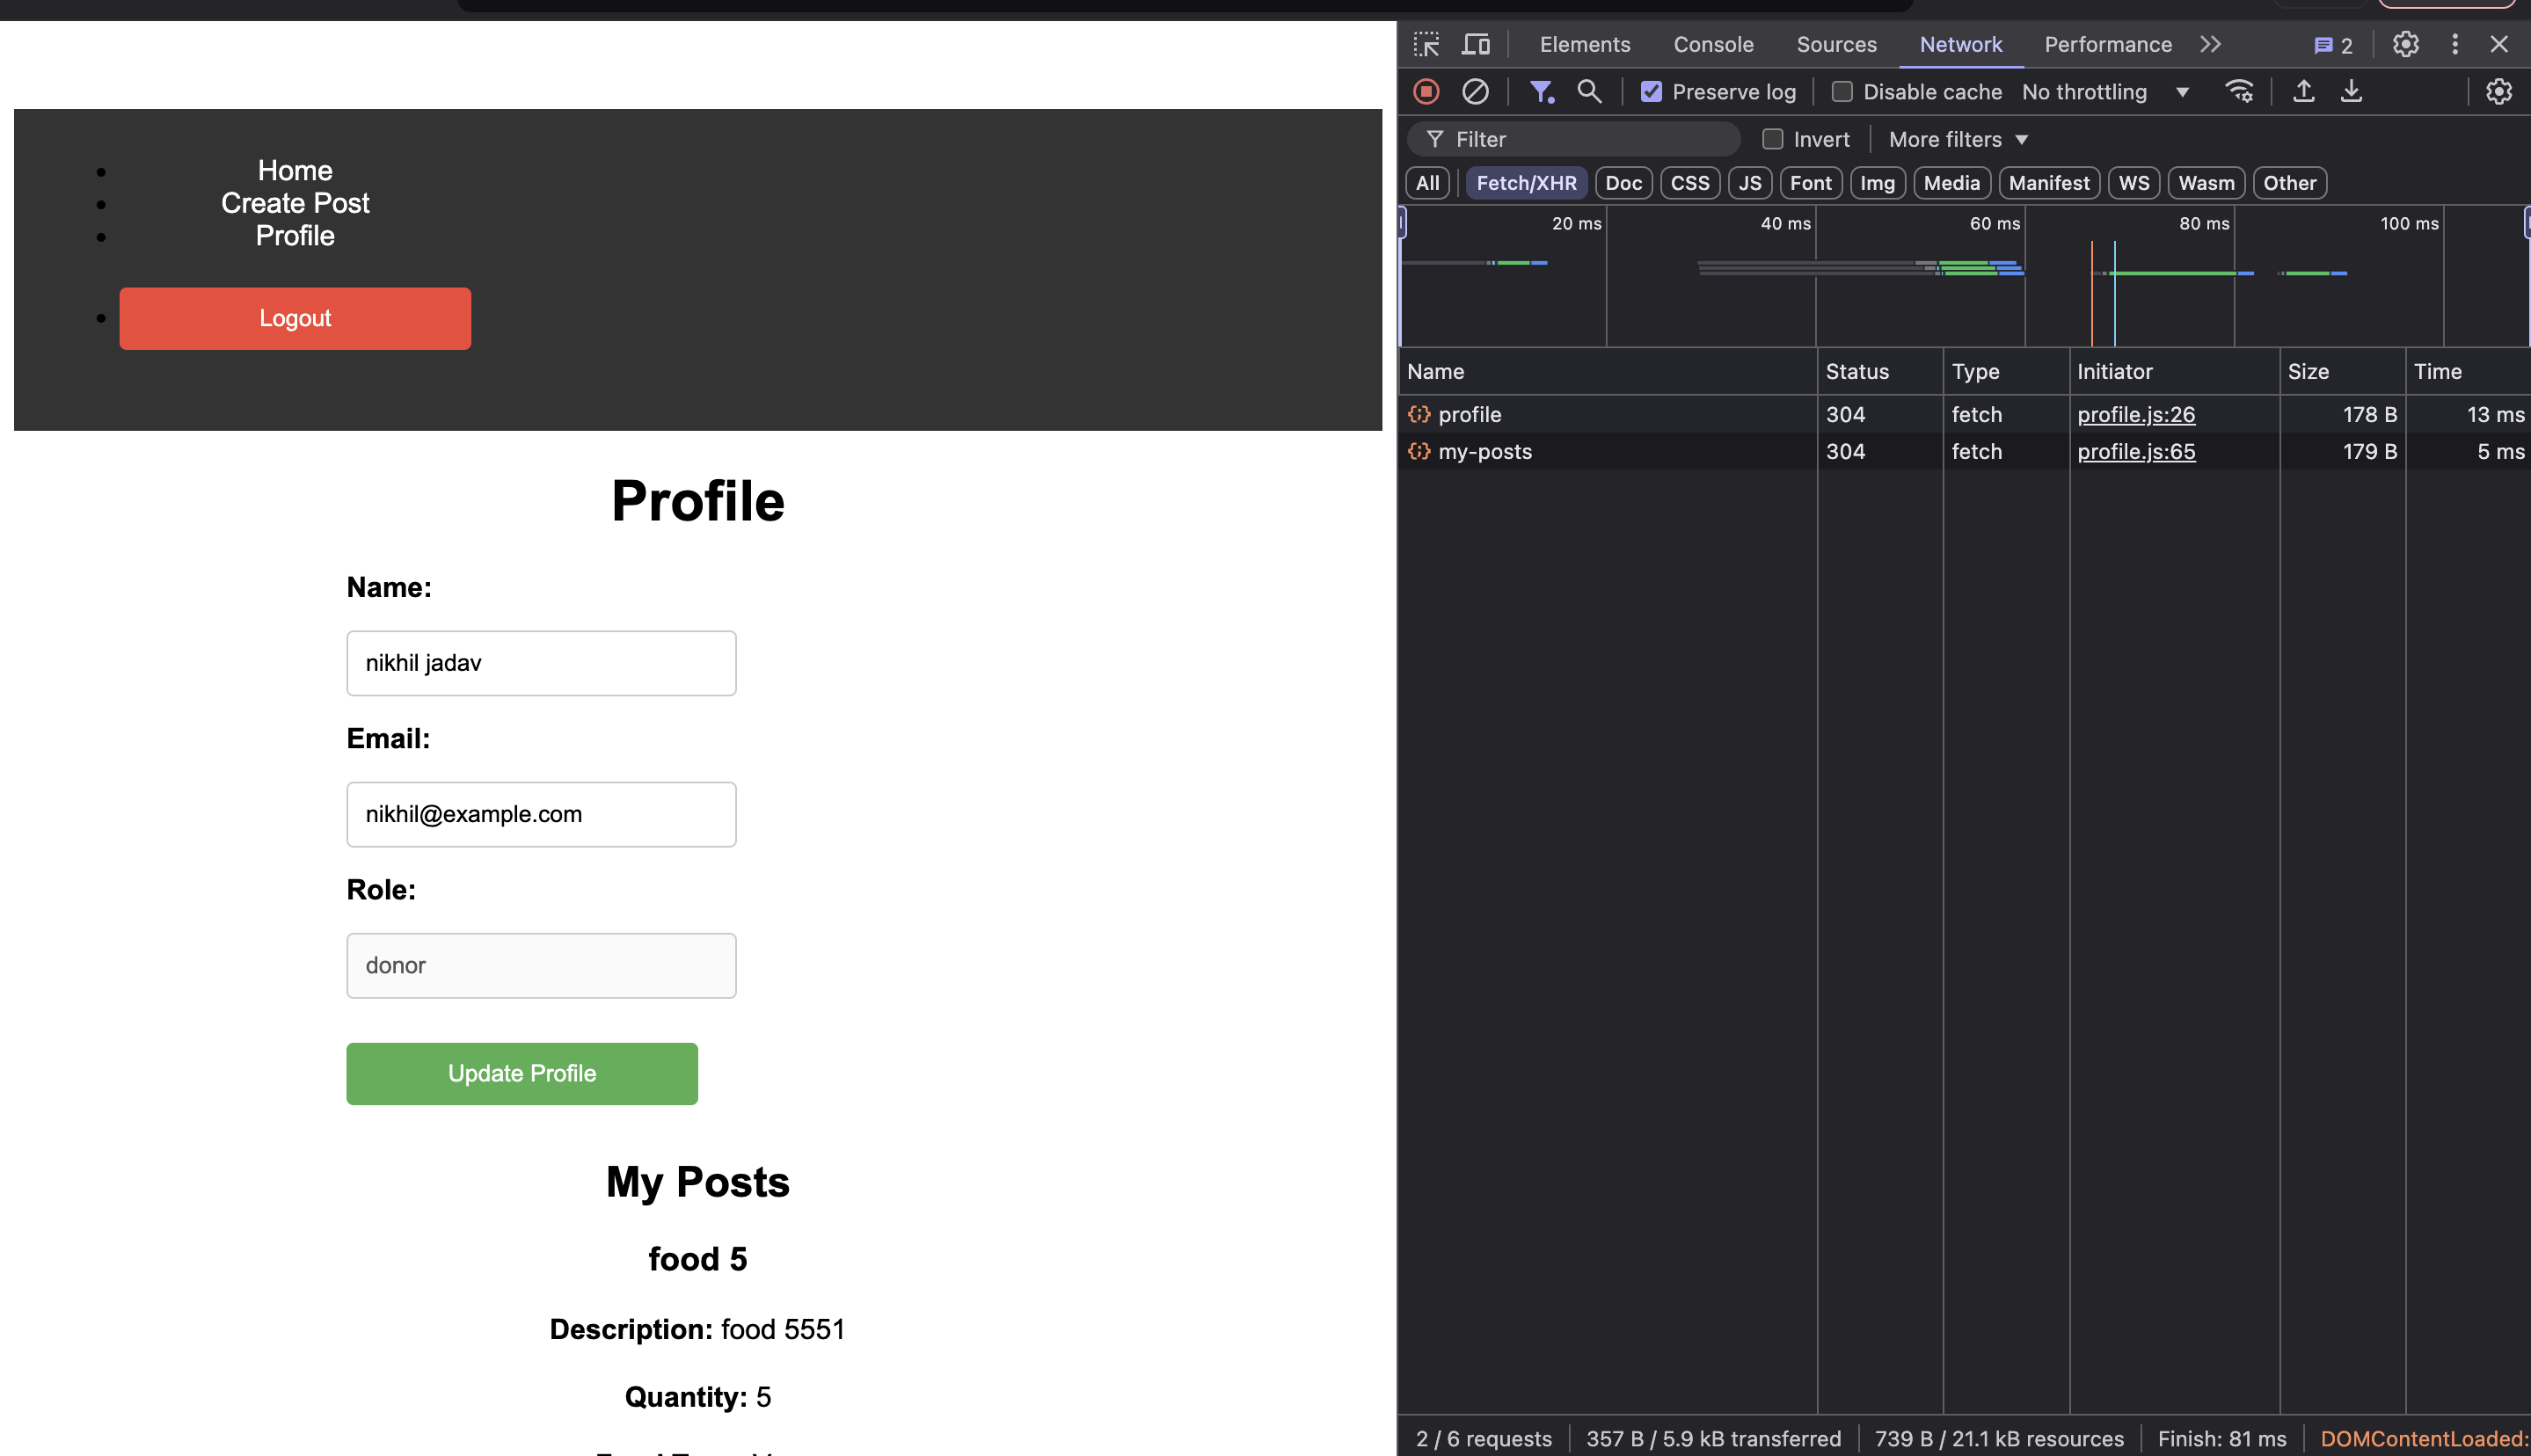 Home
Create Post
Profile
Logout
Profile
Name:
nikhil jadav
Email:
nikhil@example.com
Role:
donor
Update Profile
My Posts
food 5
Description: food 5551
Quantity: 5
Elements Console Sources Network Performance 2
Preserve log Disable cache No throttling
Filter Invert More filters
All Fetch/XHR Doc CSS JS Font Img Media Manifest WS Wasm Other
20 ms 40 ms 60 ms 80 ms 100 ms
Name Status Type Initiator Size Time
profile 304 fetch profile.js:26 178 B 13 ms
my-posts 304 fetch profile.js:65 179 B 5 ms
2 / 6 requests 357 B / 5.9 kB transferred 739 B / 21.1 kB resources Finish: 81 ms DOMContentLoaded: